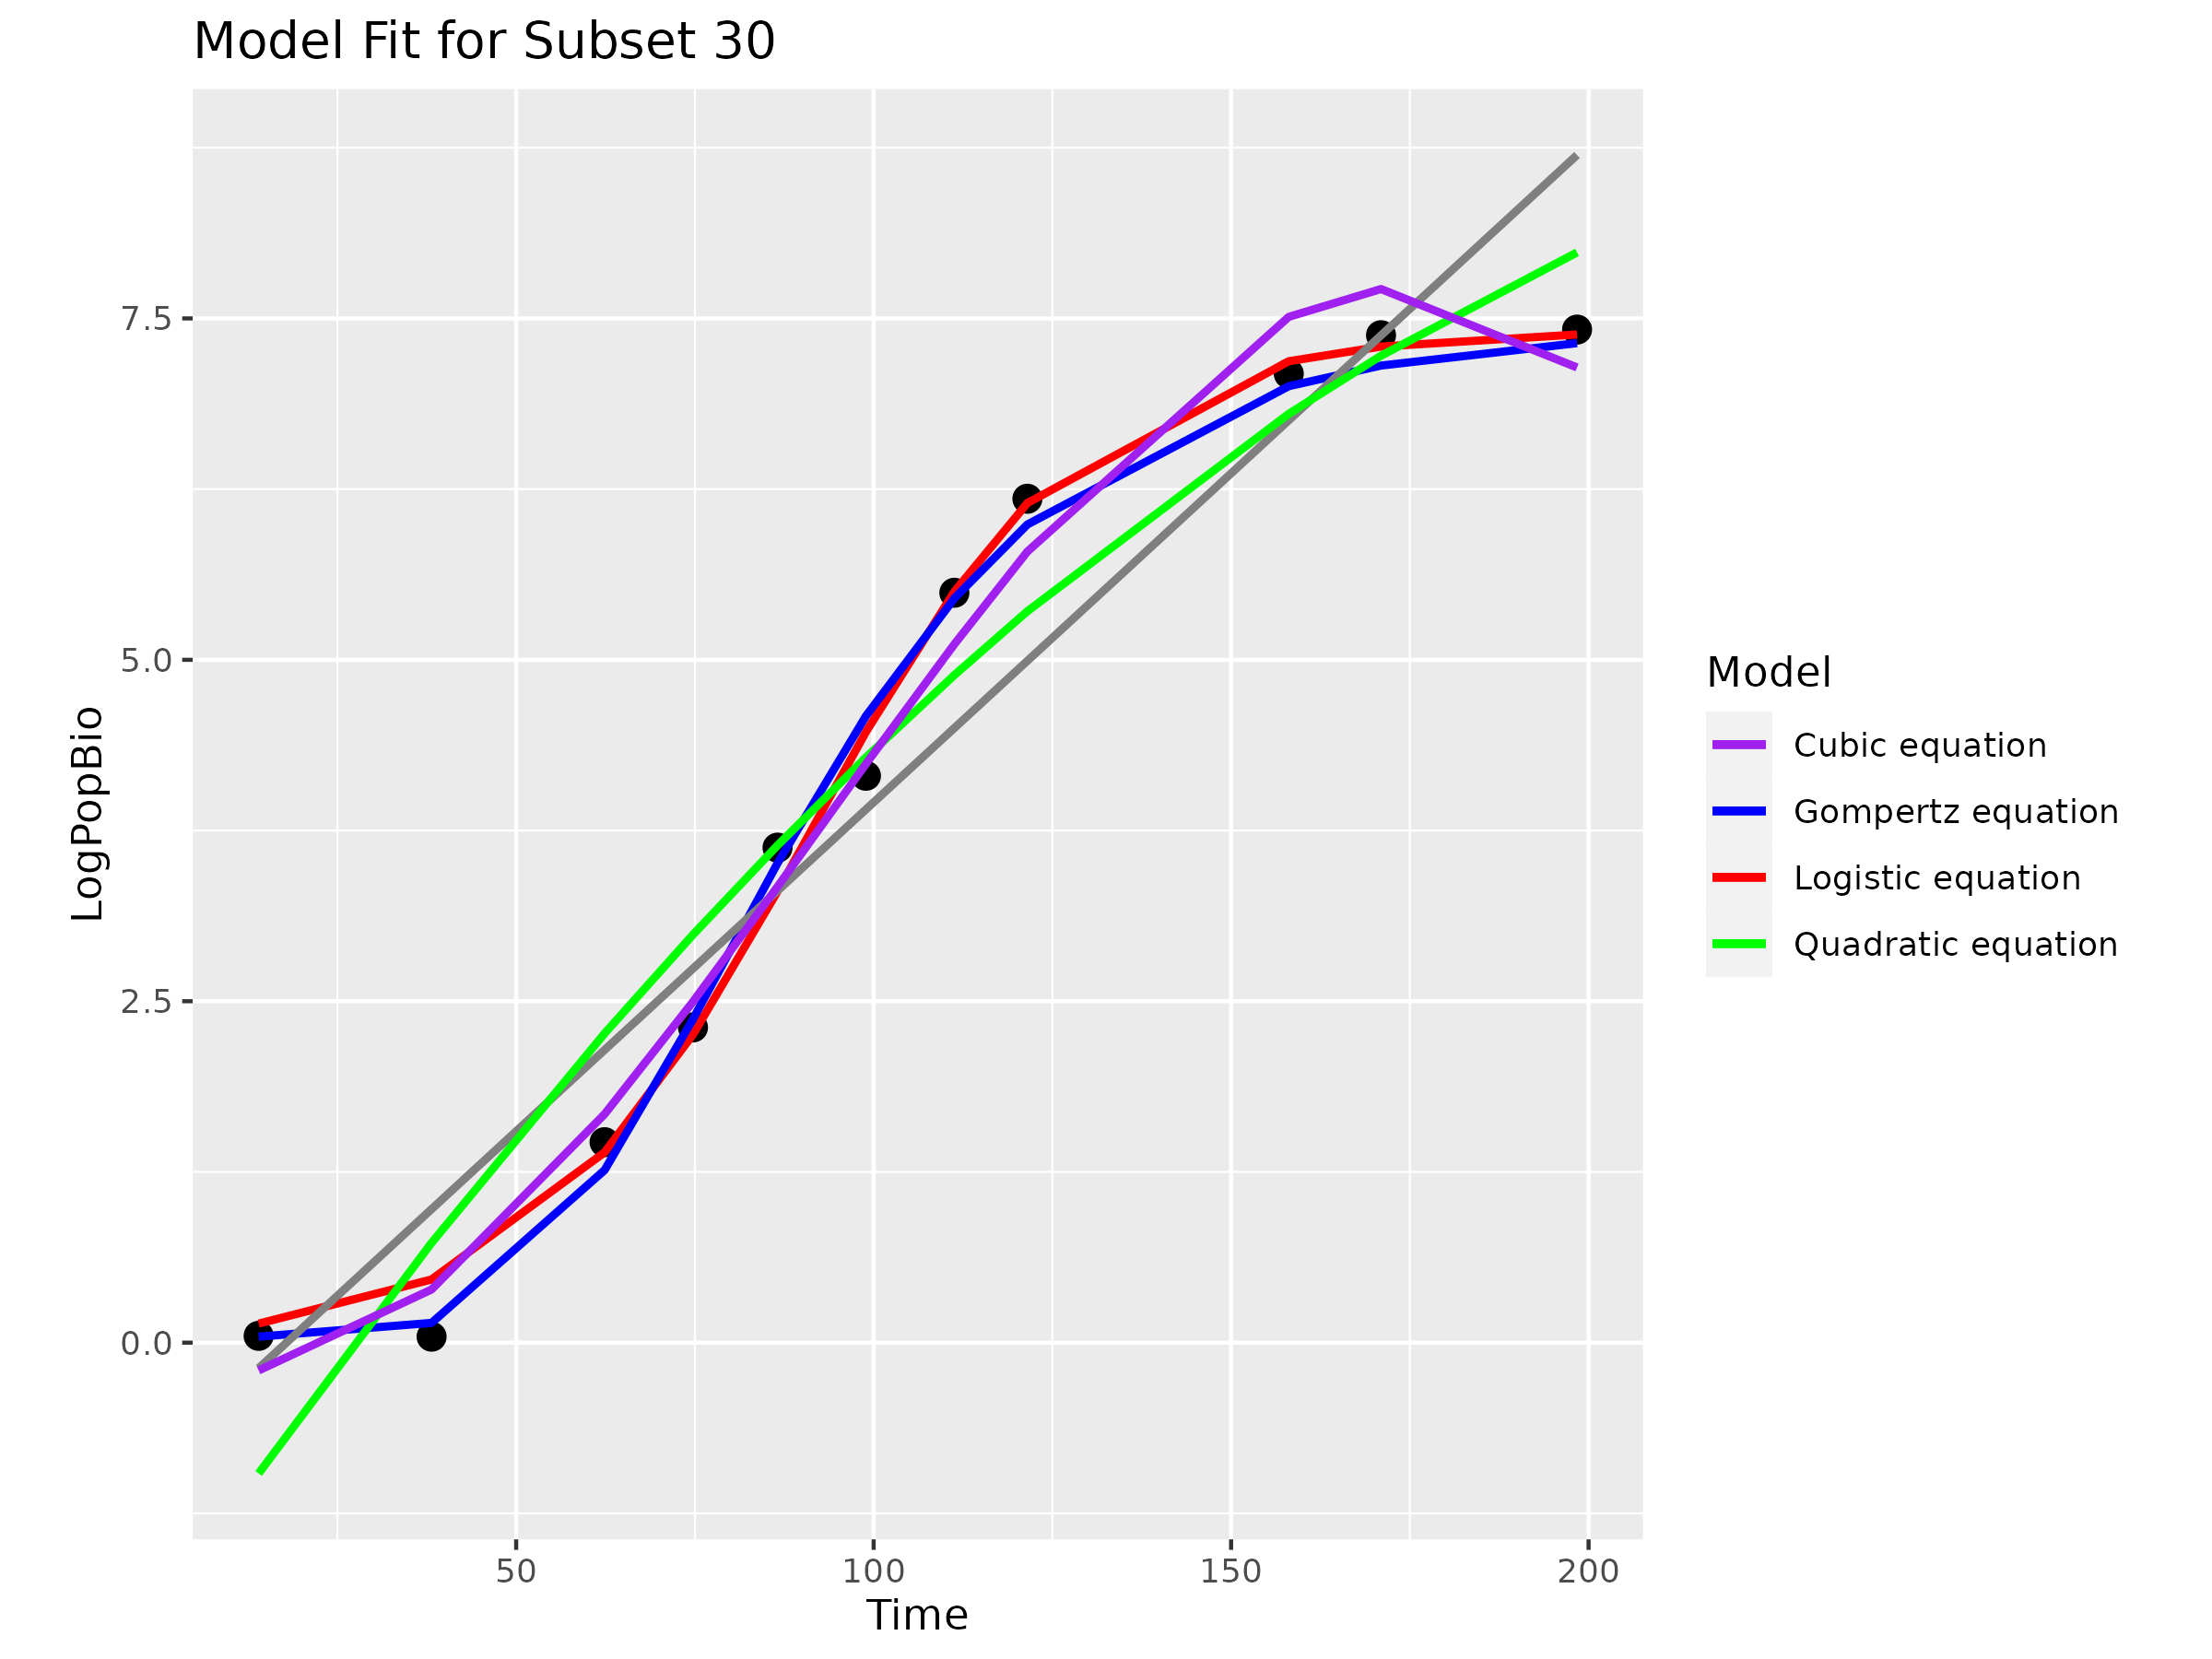 Model Fit for Subset 30
7.5
5.0
2.5
0.0
LogPopBio
50 100 150 200
Time
Model
Cubic equation
Gompertz equation
Logistic equation
Quadratic equation